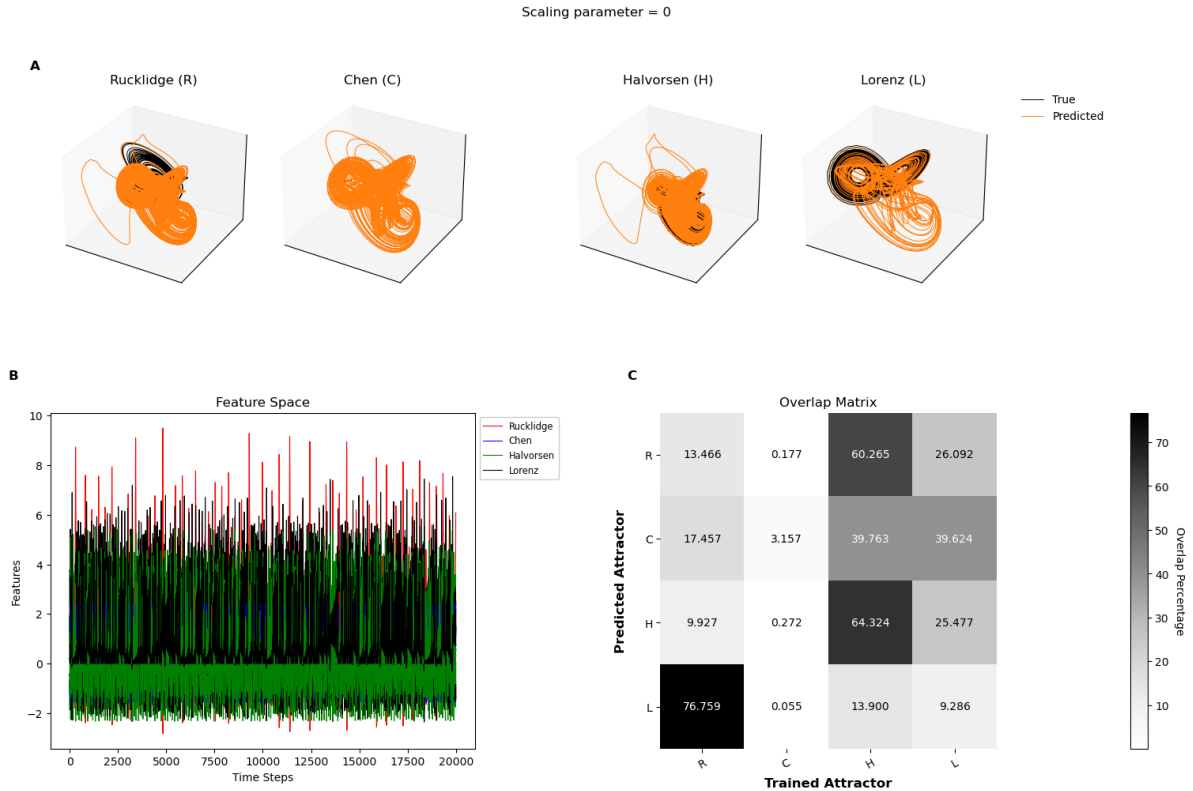 Scaling parameter = 0
A
Rucklidge (R)
Chen (C)
Halvorsen (H)
Lorenz (L)
True
Predicted
B
Feature Space
Features
10
8
6
4
2
0
−2
0
2500
5000
7500
10000
12500
15000
17500
20000
Time Steps
Rucklidge
Chen
Halvorsen
Lorenz
C
Overlap Matrix
Predicted Attractor
R
13.466
0.177
60.265
26.092
C
17.457
3.157
39.763
39.624
H
9.927
0.272
64.324
25.477
L
76.759
0.055
13.900
9.286
R
C
H
L
Trained Attractor
70
60
50
40
30
20
10
Overlap Percentage